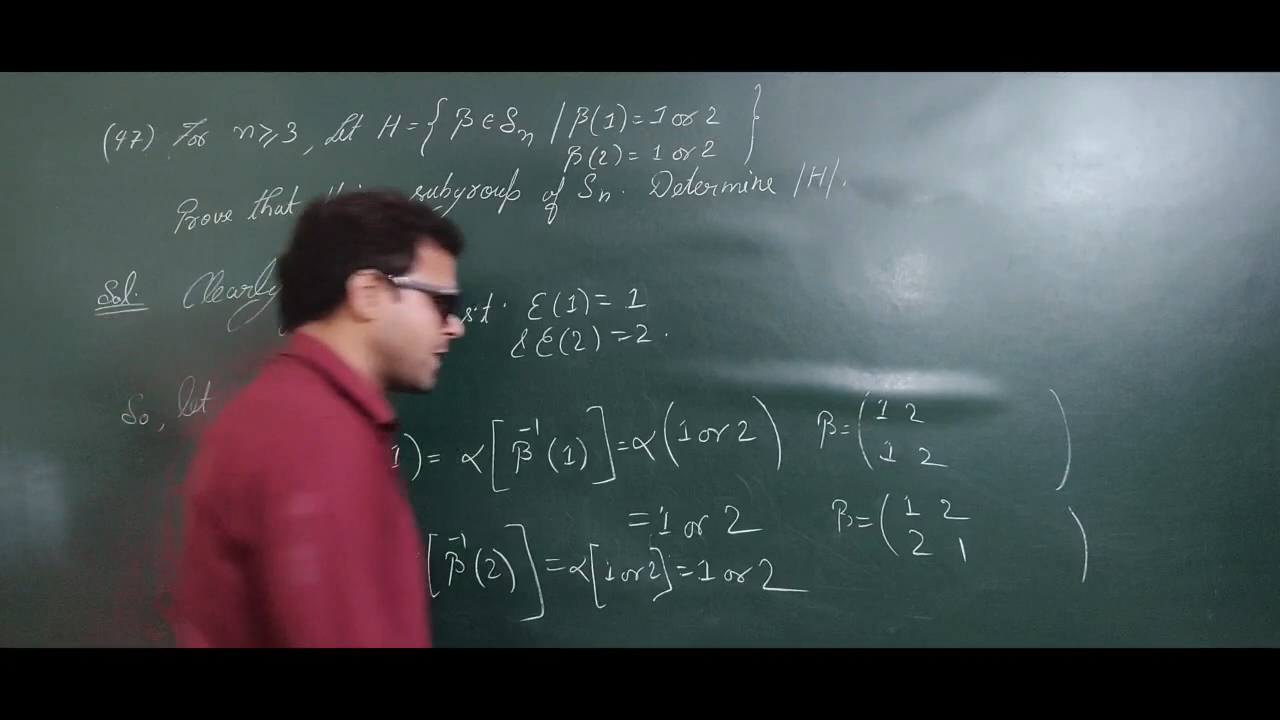 (47) For n≥3, Let H={ β ∈ Sn / β(1)=1 or 2
β(2)=1 or 2 }
Prove that subgroup of Sn. Determine |H|.
Sol. Clearly s.t. Ɛ(1)=1
& Ɛ(2)=2.
So, let
1)= α[β⁻¹(1)]=α(1 or 2) β=(1 2
1 2 )
=1 or 2 β=(1 2
2 1 )
[β⁻¹(2)]=α[1 or 2]=1 or 2